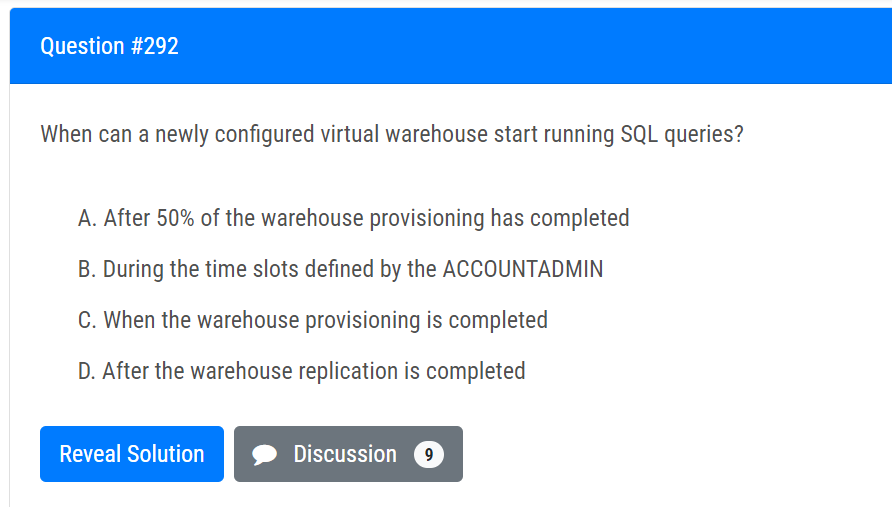 Question #292
When can a newly configured virtual warehouse start running SQL queries?
A. After 50% of the warehouse provisioning has completed
B. During the time slots defined by the ACCOUNTADMIN
C. When the warehouse provisioning is completed
D. After the warehouse replication is completed
Reveal Solution Discussion 9